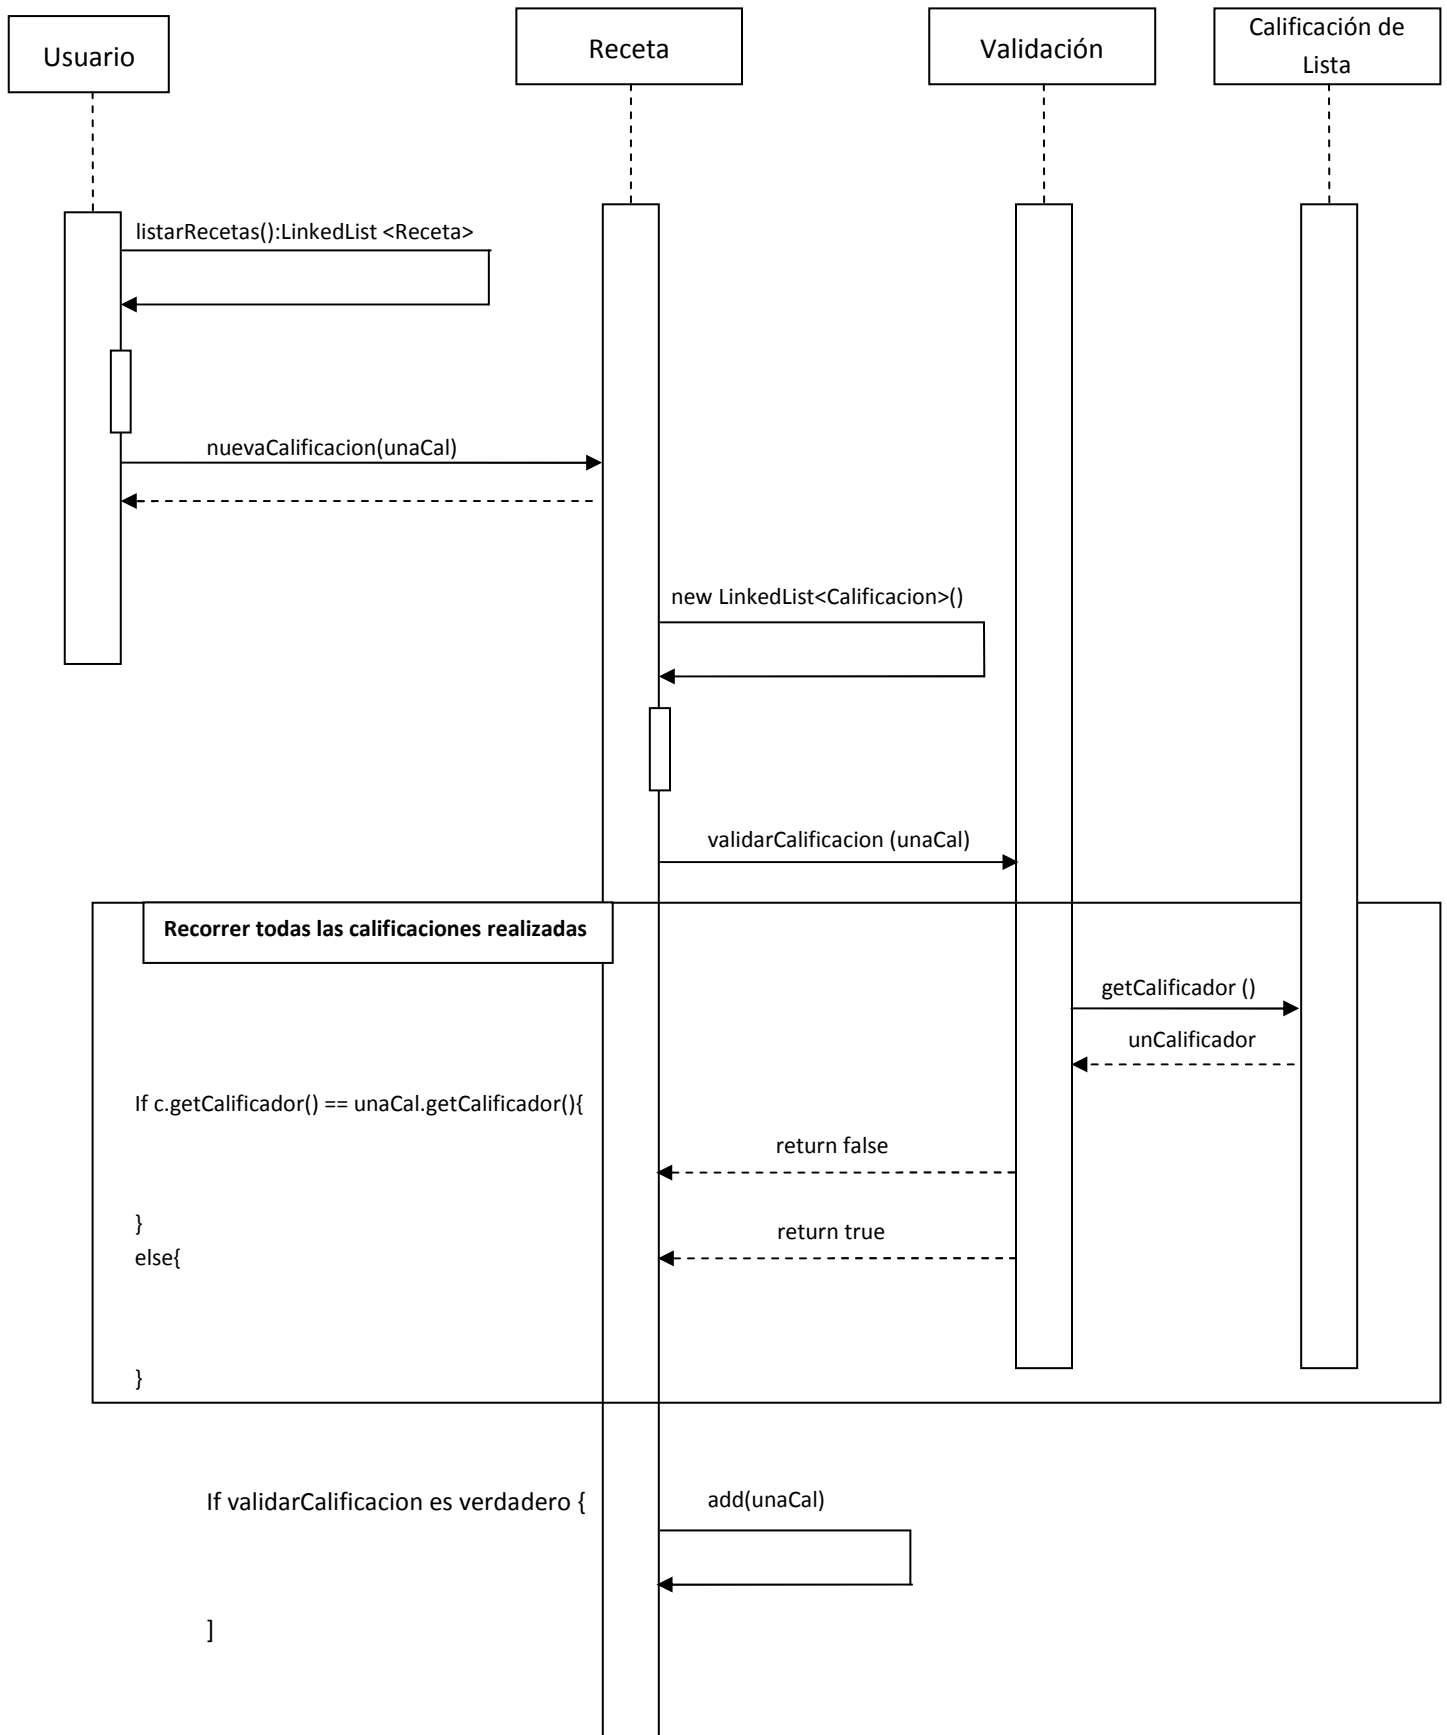 Usuario
Receta
Validación
Calificación de
Lista
listarRecetas():LinkedList <Receta>
nuevaCalificacion(unaCal)
new LinkedList<Calificacion>()
validarCalificacion (unaCal)
Recorrer todas las calificaciones realizadas
getCalificador ()
unCalificador
If c.getCalificador() == unaCal.getCalificador(){
return false
}
return true
else{
}
If validarCalificacion es verdadero {
add(unaCal)
]